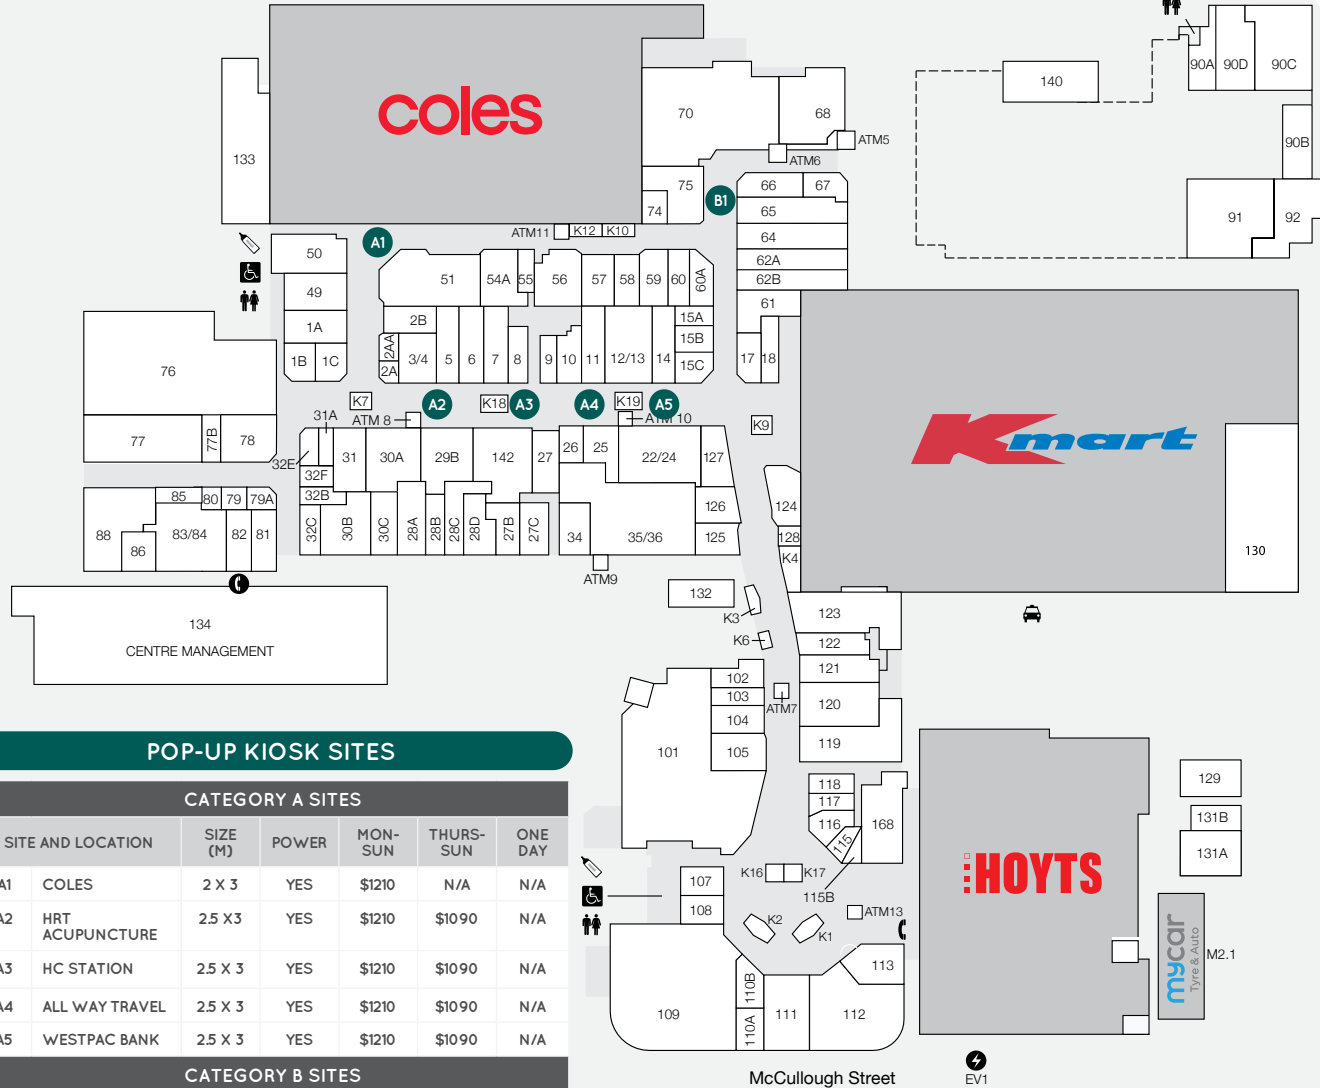 coles
133
70
68
ATM5
ATM6
75
74
B1
66
67
65
64
62A
62B
61
17
18
140
90A
90D
90C
90B
91
92
ATM11
K12
K10
A1
50
49
1A
1B
1C
51
54A
55
56
57
58
59
60
60A
2B
2AA
2A
3/4
5
6
7
8
9
10
11
12/13
14
15A
15B
15C
76
77
77B
78
K7
ATM 8
A2
K18
A3
A4
K19
A5
ATM 10
K9
Kmart
130
31A
32E
32F
32B
32C
31
30A
29B
142
27
26
25
22/24
127
30B
30C
28A
28B
28C
28D
27B
27C
34
35/36
126
125
124
128
K4
85
80
79
79A
88
86
83/84
82
81
ATM9
134
CENTRE MANAGEMENT
132
K3
K6
123
122
121
120
119
ATM7
102
103
104
105
101
118
117
116
115
168
115B
K16
K17
107
108
K2
K1
ATM13
113
109
110B
110A
111
112
HOYTS
129
131B
131A
mycar
Tyre & Auto
M2.1
EV1
McCullough Street
POP-UP KIOSK SITES
CATEGORY A SITES
SITE AND LOCATION SIZE (M) POWER MON-SUN THURS-SUN ONE DAY
A1 COLES 2 X 3 YES $1210 N/A N/A
A2 HRT ACUPUNCTURE 2.5 X3 YES $1210 $1090 N/A
A3 HC STATION 2.5 X 3 YES $1210 $1090 N/A
A4 ALL WAY TRAVEL 2.5 X 3 YES $1210 $1090 N/A
A5 WESTPAC BANK 2.5 X 3 YES $1210 $1090 N/A
CATEGORY B SITES